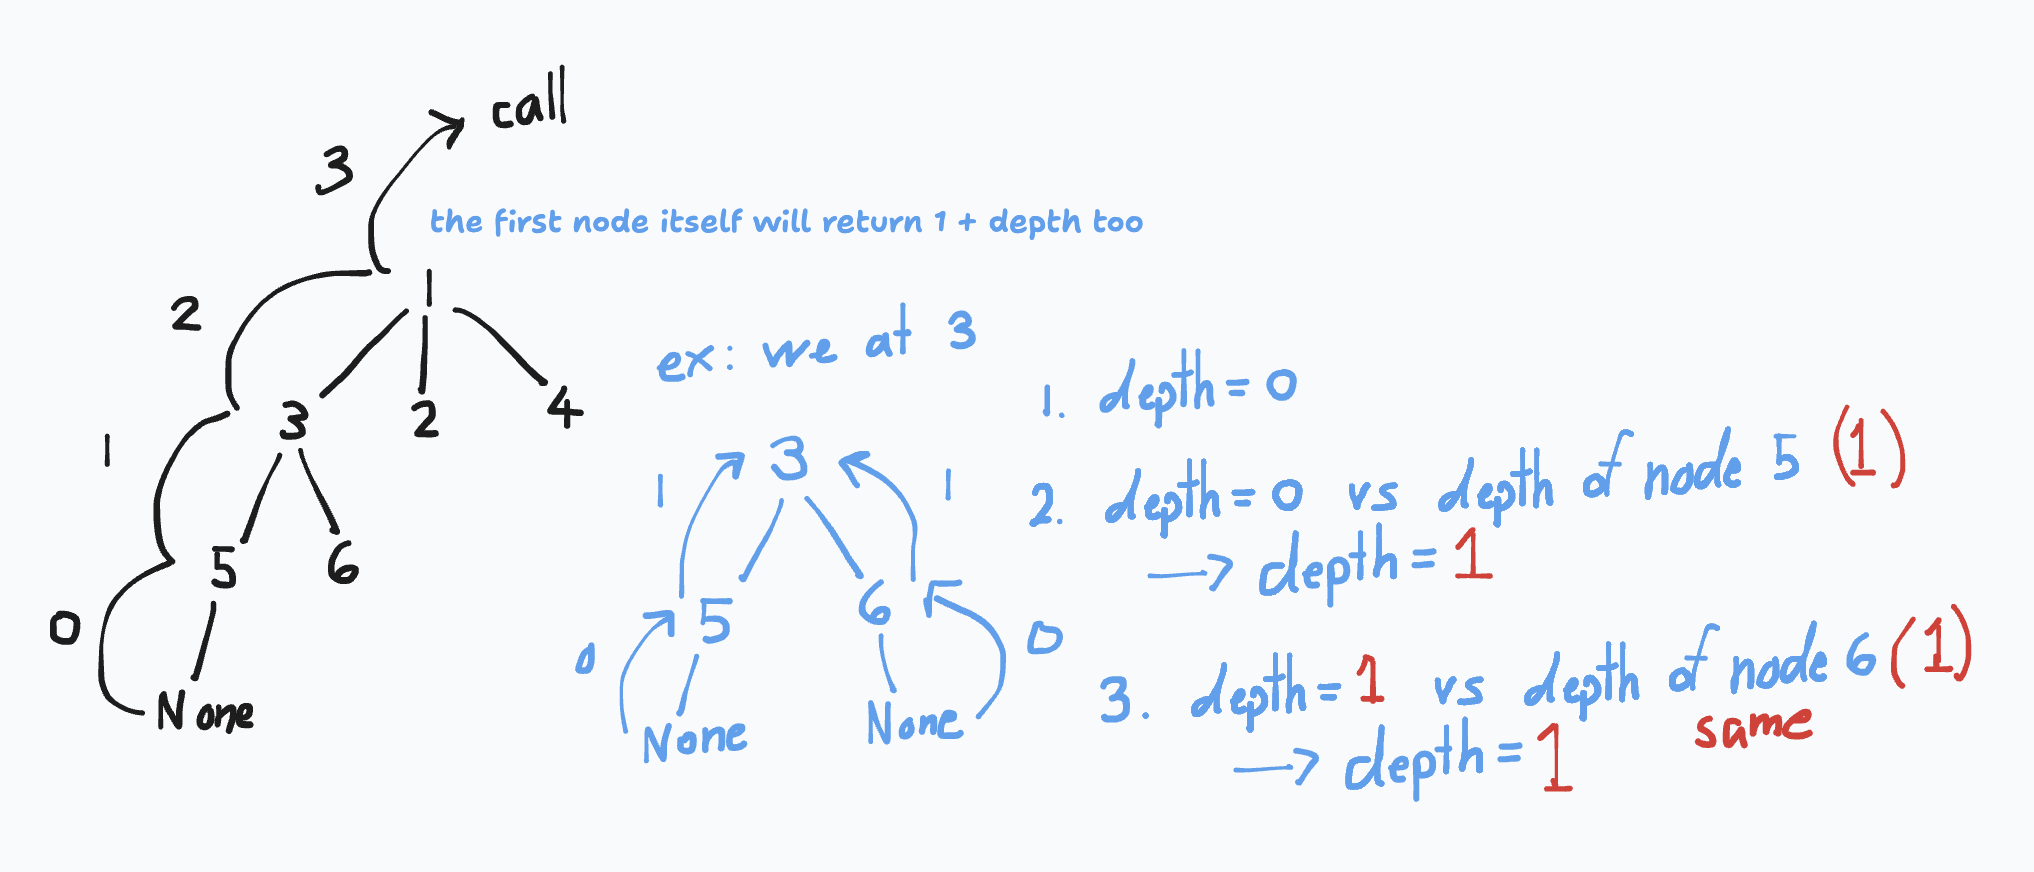 call
3
the first node itself will return 1 + depth too
1
2
3
2
4
1
5
6
0
None
ex: we at 3
3
1
1
5
6
0
0
None
None
1. depth = 0
2. depth = 0 vs depth of node 5 (1)
→ depth = 1
3. depth = 1 vs depth of node 6 (1)
same
→ depth = 1